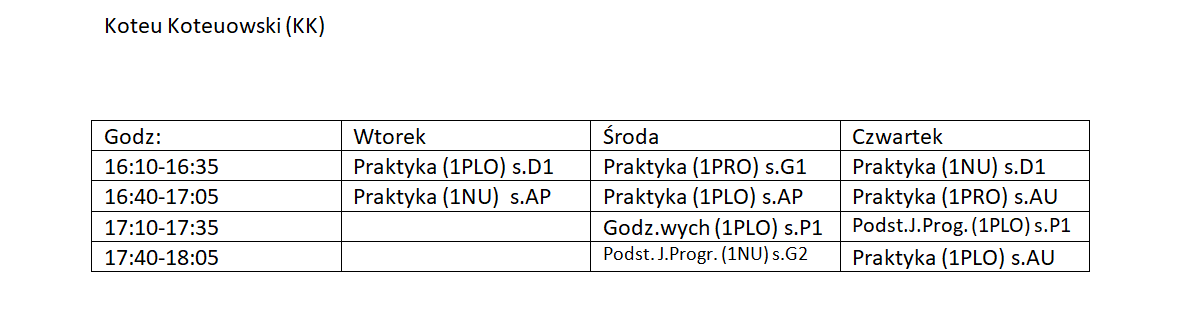 Koteu Koteuowski (KK)
Godz: Wtorek Środa Czwartek
16:10-16:35 Praktyka (1PLO) s.D1 Praktyka (1PRO) s.G1 Praktyka (1NU) s.D1
16:40-17:05 Praktyka (1NU) s.AP Praktyka (1PLO) s.AP Praktyka (1PRO) s.AU
17:10-17:35 Godz.wych (1PLO) s.P1 Podst.J.Prog. (1PLO) s.P1
17:40-18:05 Podst. J.Progr. (1NU) s.G2 Praktyka (1PLO) s.AU